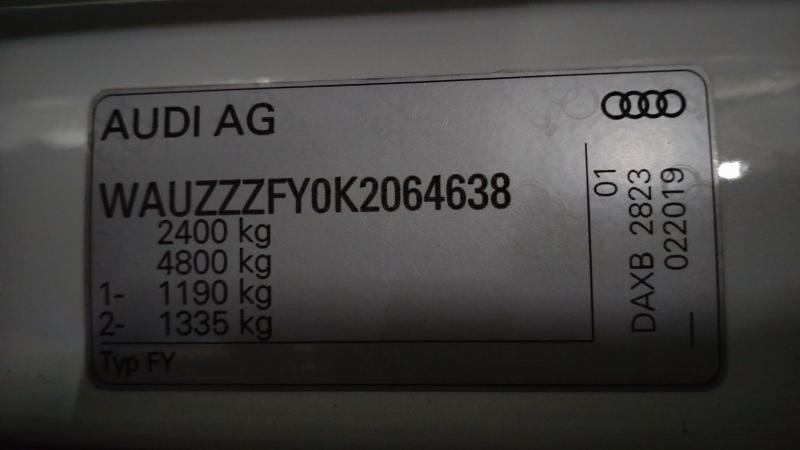 AUDI AG
WAUZZZFY0K2064638
2400 kg
4800 kg
1- 1190 kg
2- 1335 kg
Typ FY
01
DAXB 2823
022019